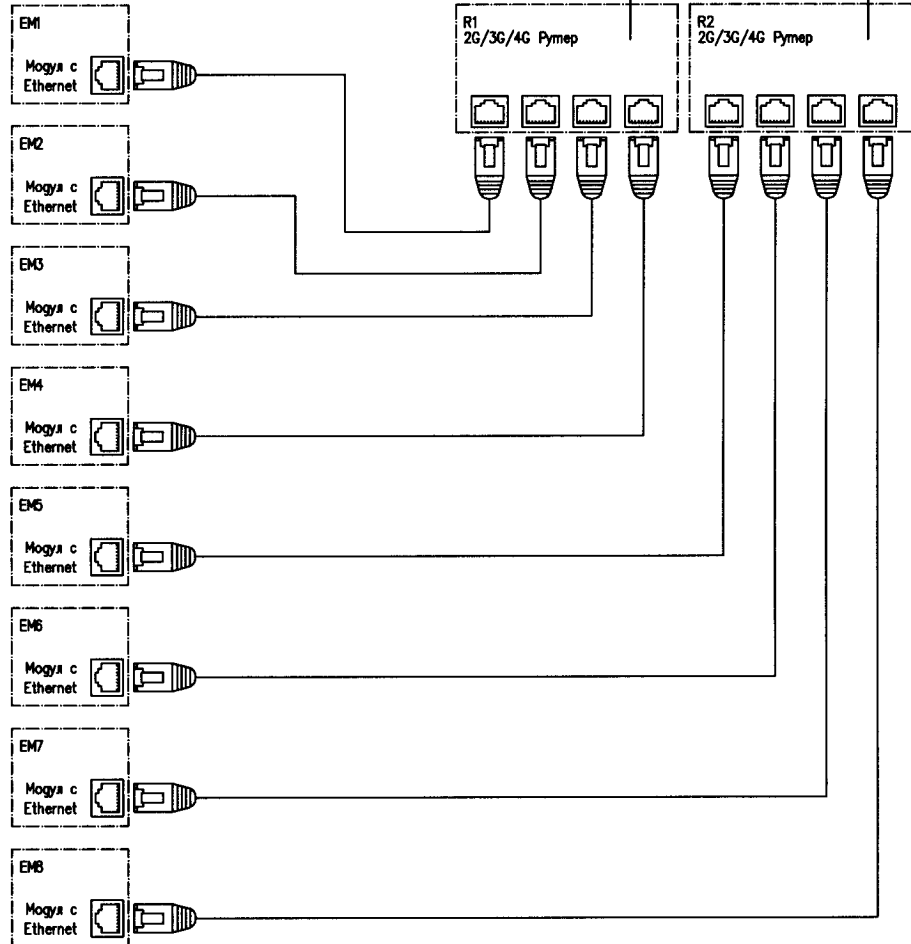 EM1
Модул с
Ethernet
EM2
Модул с
Ethernet
EM3
Модул с
Ethernet
EM4
Модул с
Ethernet
EM5
Модул с
Ethernet
EM6
Модул с
Ethernet
EM7
Модул с
Ethernet
EM8
Модул с
Ethernet
R1
2G/3G/4G Рутер
R2
2G/3G/4G Рутер